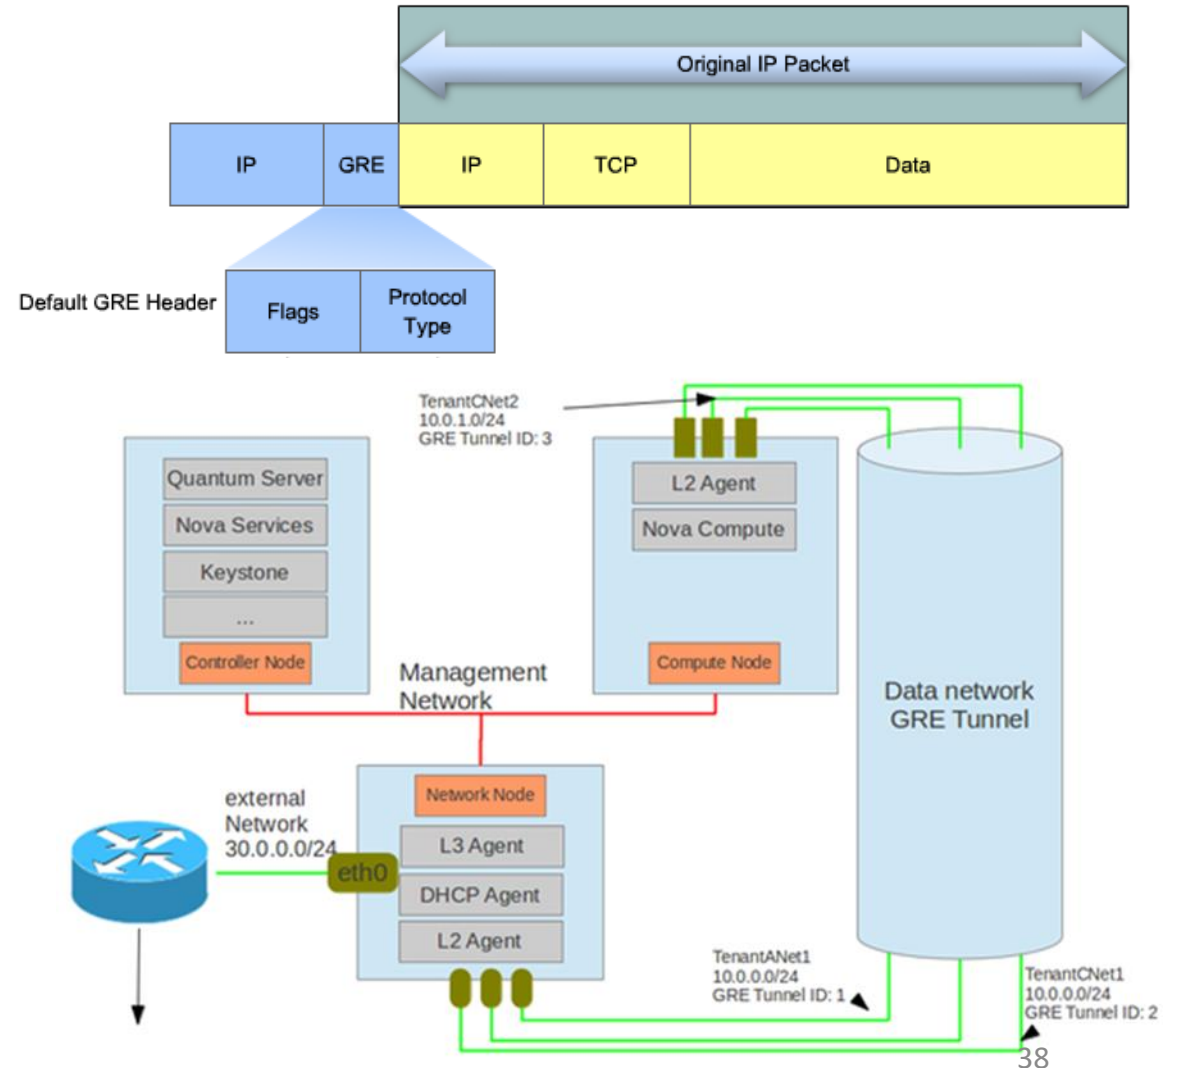 Original IP Packet
IP
GRE
IP
TCP
Data
Default GRE Header
Flags
Protocol
Type
TenantCNet2
10.0.1.0/24
GRE Tunnel ID: 3
Quantum Server
Nova Services
Keystone
...
Controller Node
L2 Agent
Nova Compute
Compute Node
Management
Network
Data network
GRE Tunnel
Network Node
L3 Agent
DHCP Agent
L2 Agent
external
Network
30.0.0.0/24
eth0
TenantANet1
10.0.0.0/24
GRE Tunnel ID: 1
TenantCNet1
10.0.0.0/24
GRE Tunnel ID: 2
38